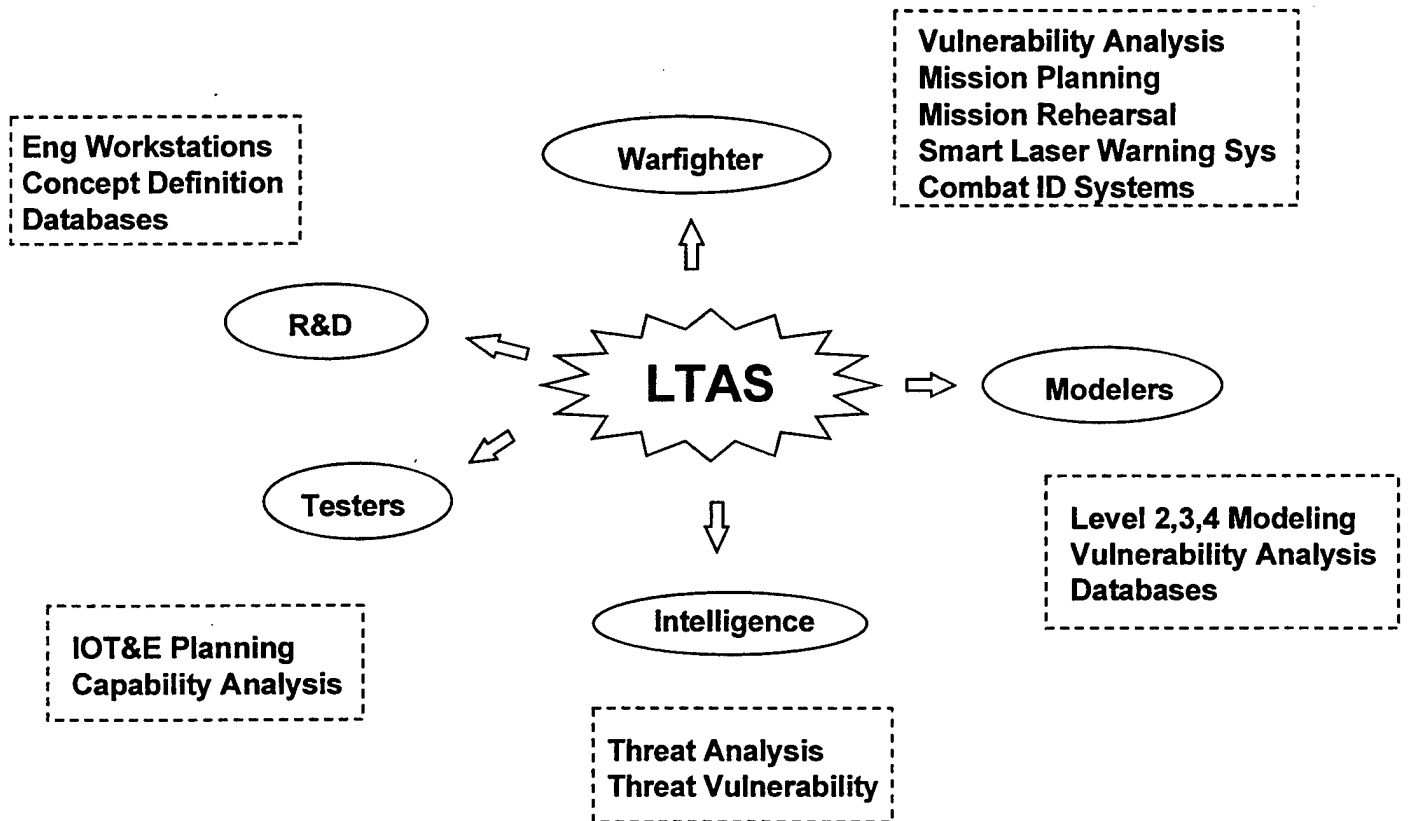 Vulnerability Analysis
Mission Planning
Mission Rehearsal
Smart Laser Warning Sys
Combat ID Systems
Eng Workstations
Concept Definition
Databases
Warfighter
R&D
LTAS
Modelers
Testers
Level 2,3,4 Modeling
Vulnerability Analysis
Databases
Intelligence
IOT&E Planning
Capability Analysis
Threat Analysis
Threat Vulnerability